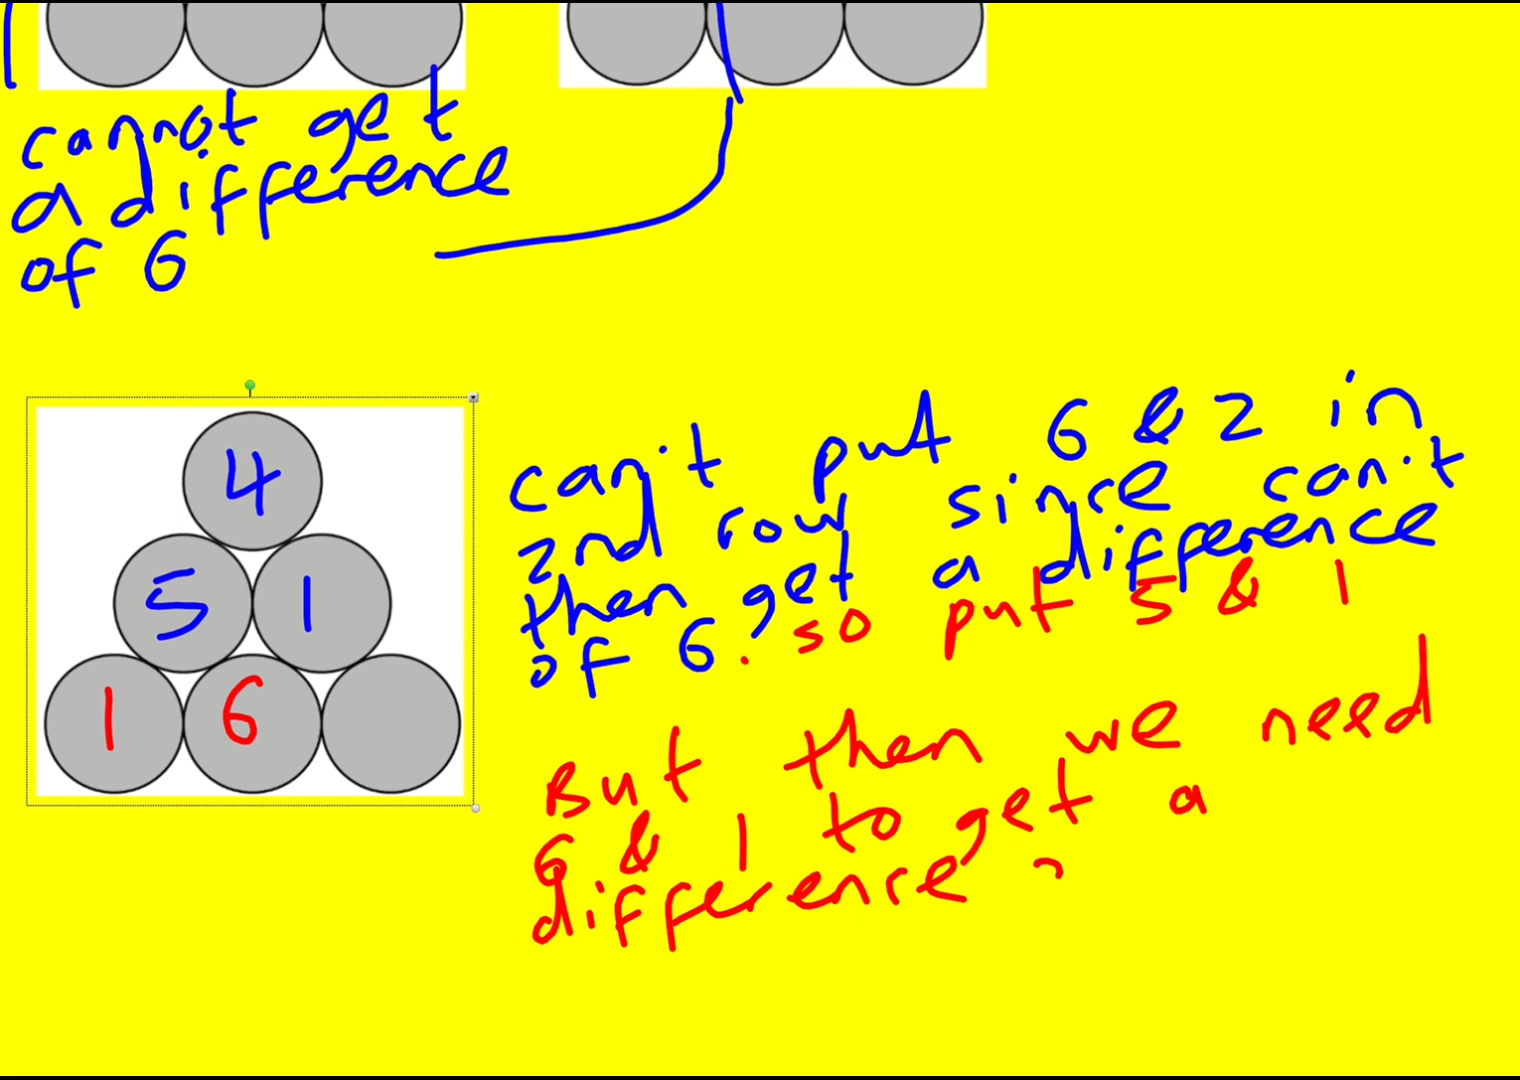 cannot get
a difference
of 6
4
5 1
1 6
can't put 6 & 2 in
2nd row since can't
then get a difference
of 6. so put 5 & 1
But then we need
6 & 1 to get a
difference